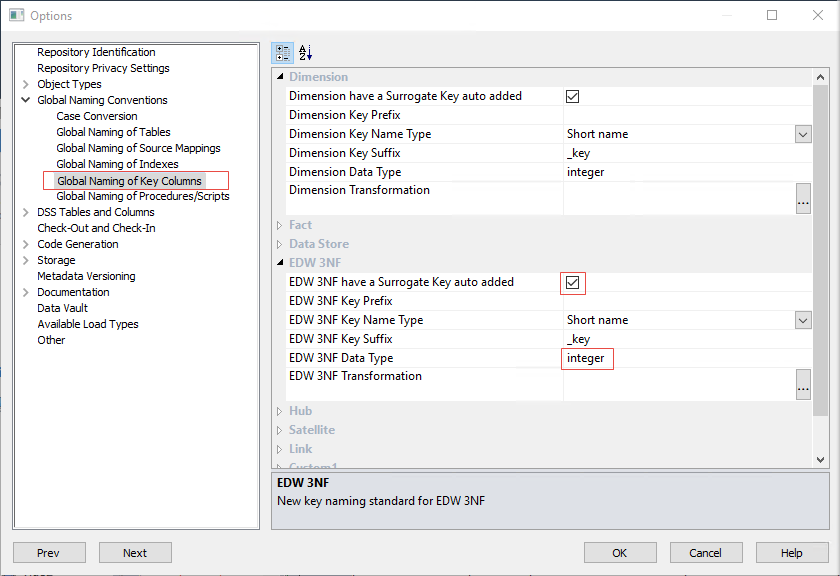 Options
Repository Identification
Repository Privacy Settings
Object Types
Global Naming Conventions
Case Conversion
Global Naming of Tables
Global Naming of Source Mappings
Global Naming of Indexes
Global Naming of Key Columns
Global Naming of Procedures/Scripts
DSS Tables and Columns
Check-Out and Check-In
Code Generation
Storage
Metadata Versioning
Documentation
Data Vault
Available Load Types
Other
A
Z
Dimension
Dimension have a Surrogate Key auto added
Dimension Key Prefix
Dimension Key Name Type Short name
Dimension Key Suffix _key
Dimension Data Type integer
Dimension Transformation ...
Fact
Data Store
EDW 3NF
EDW 3NF have a Surrogate Key auto added
EDW 3NF Key Prefix
EDW 3NF Key Name Type Short name
EDW 3NF Key Suffix _key
EDW 3NF Data Type integer
EDW 3NF Transformation ...
Hub
Satellite
Link
Custom1
EDW 3NF
New key naming standard for EDW 3NF
Prev Next OK Cancel Help